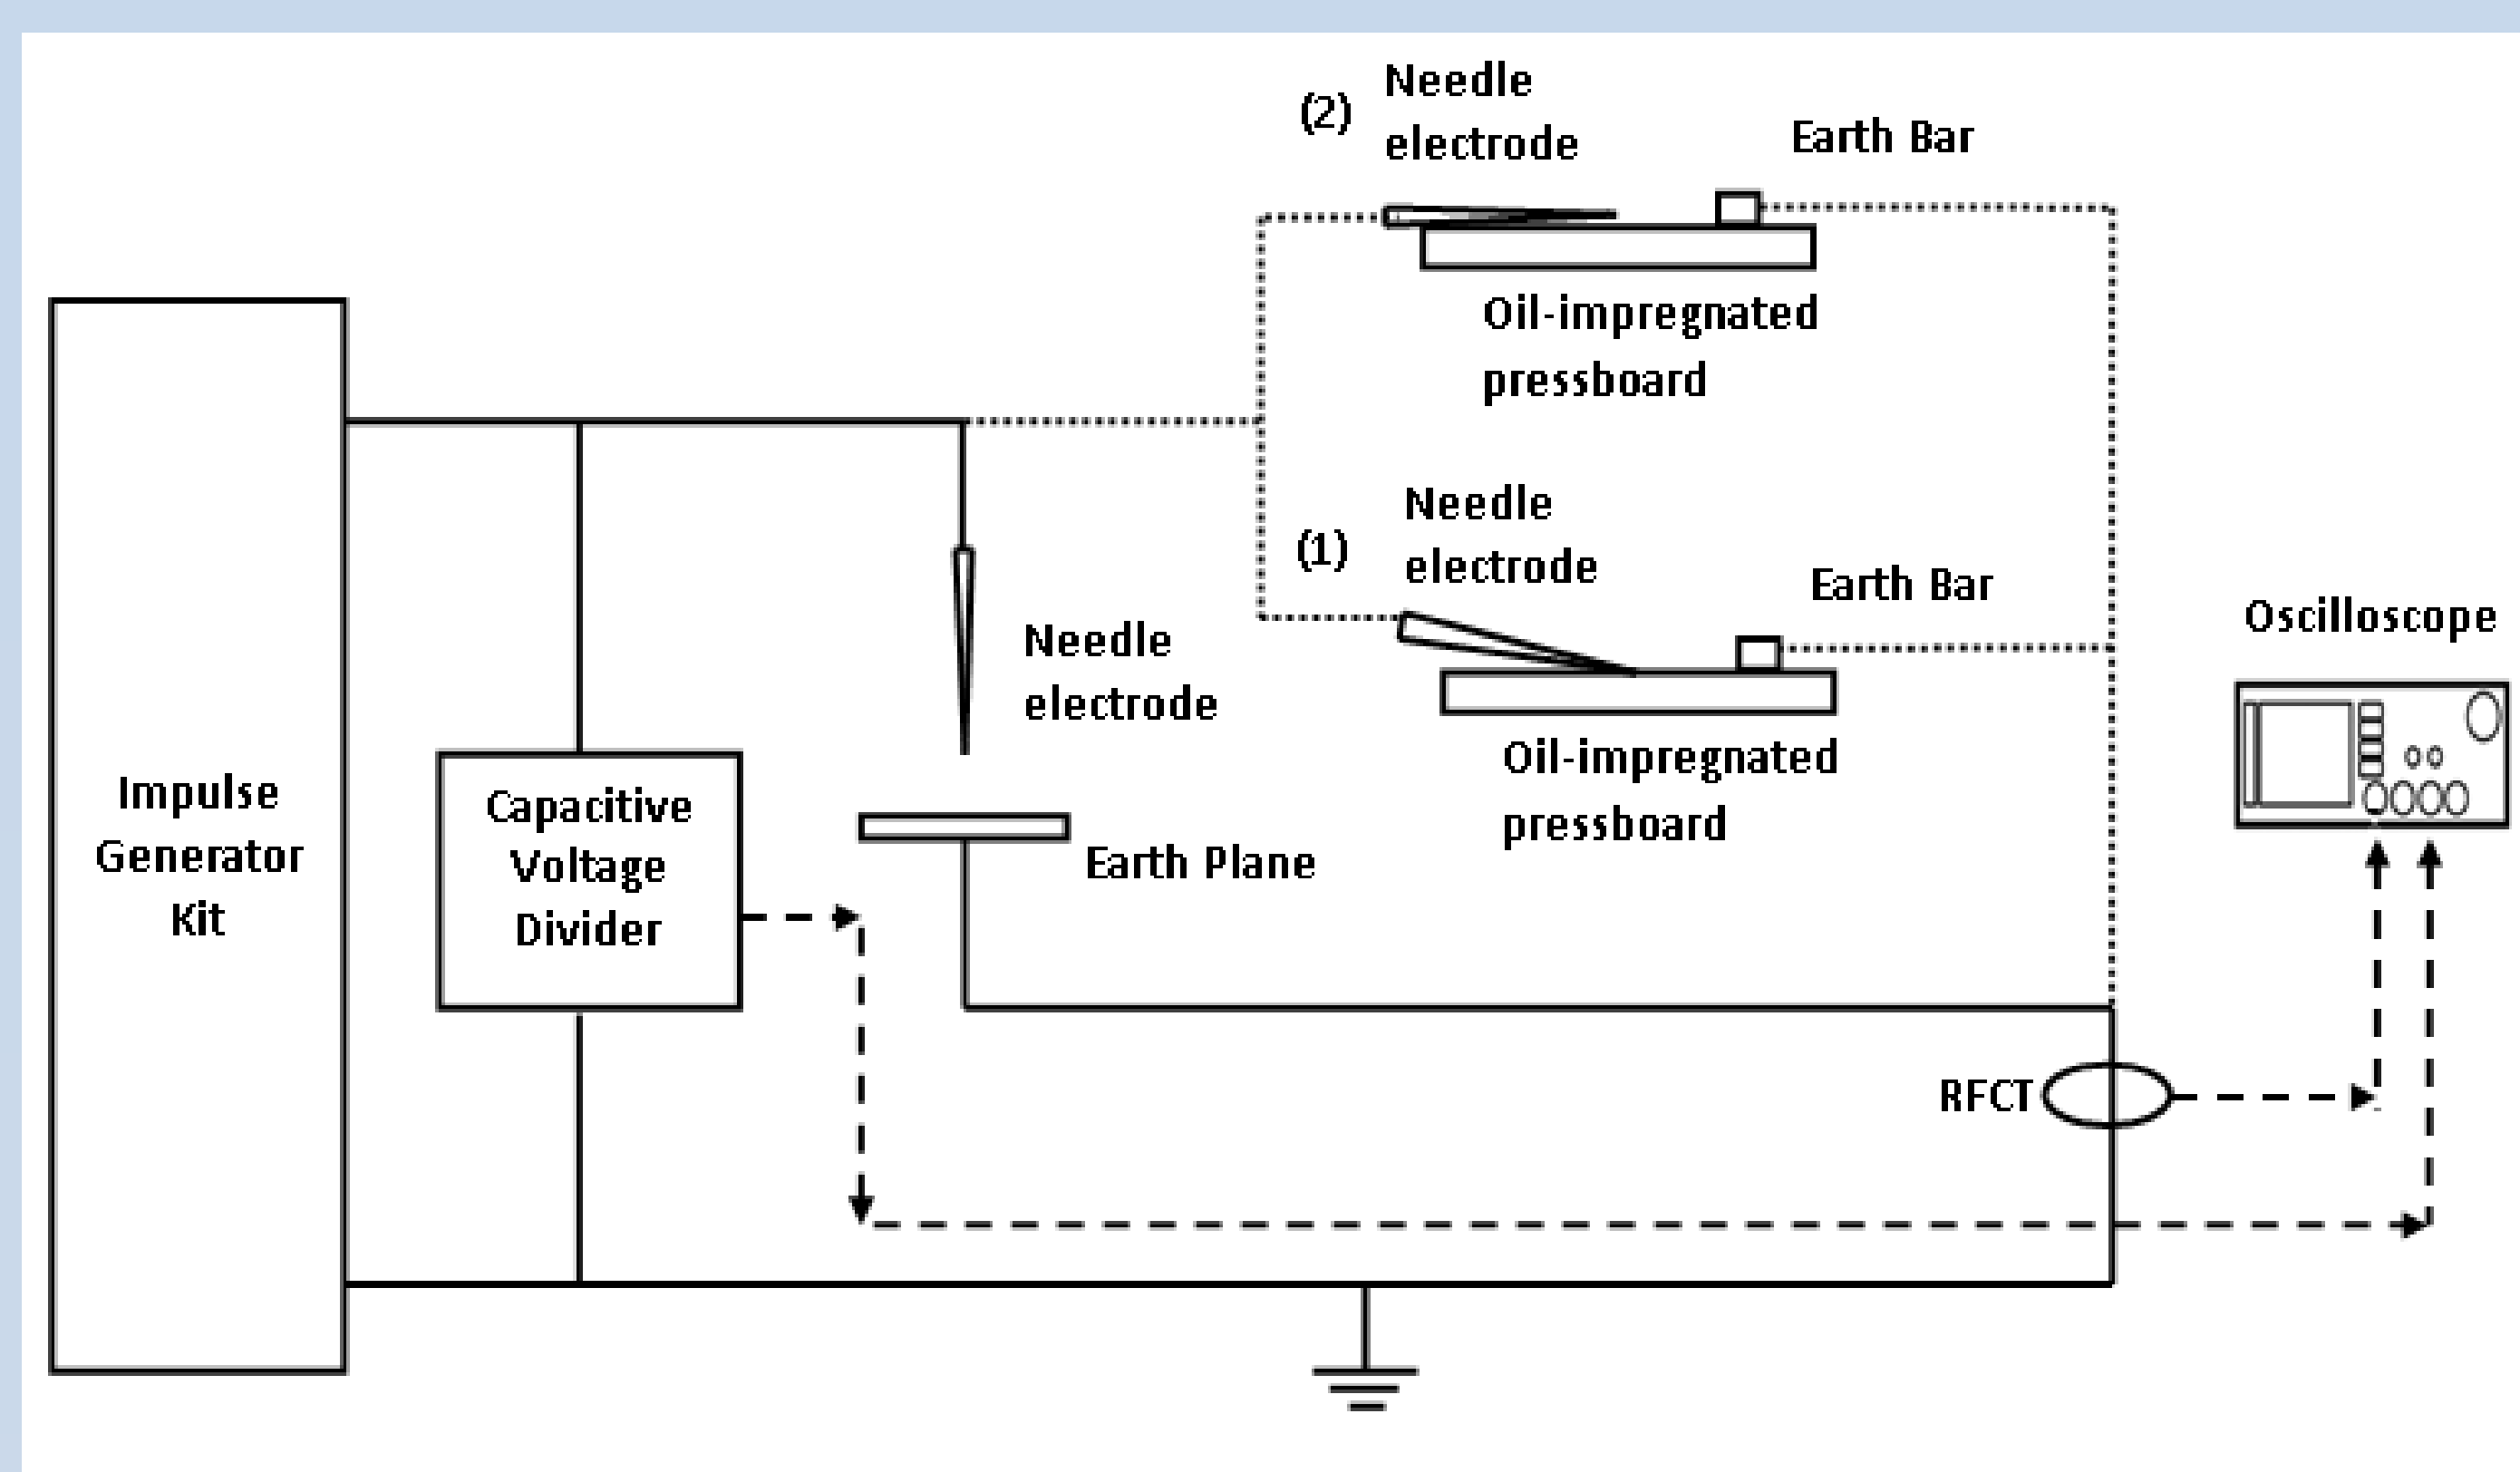 (2)
Needle
electrode
Earth Bar
Oil-impregnated
pressboard
(1)
Needle
electrode
Earth Bar
Oil-impregnated
pressboard
Oscilloscope
Needle
electrode
Earth Plane
Impulse
Generator
Kit
Capacitive
Voltage
Divider
RFCT